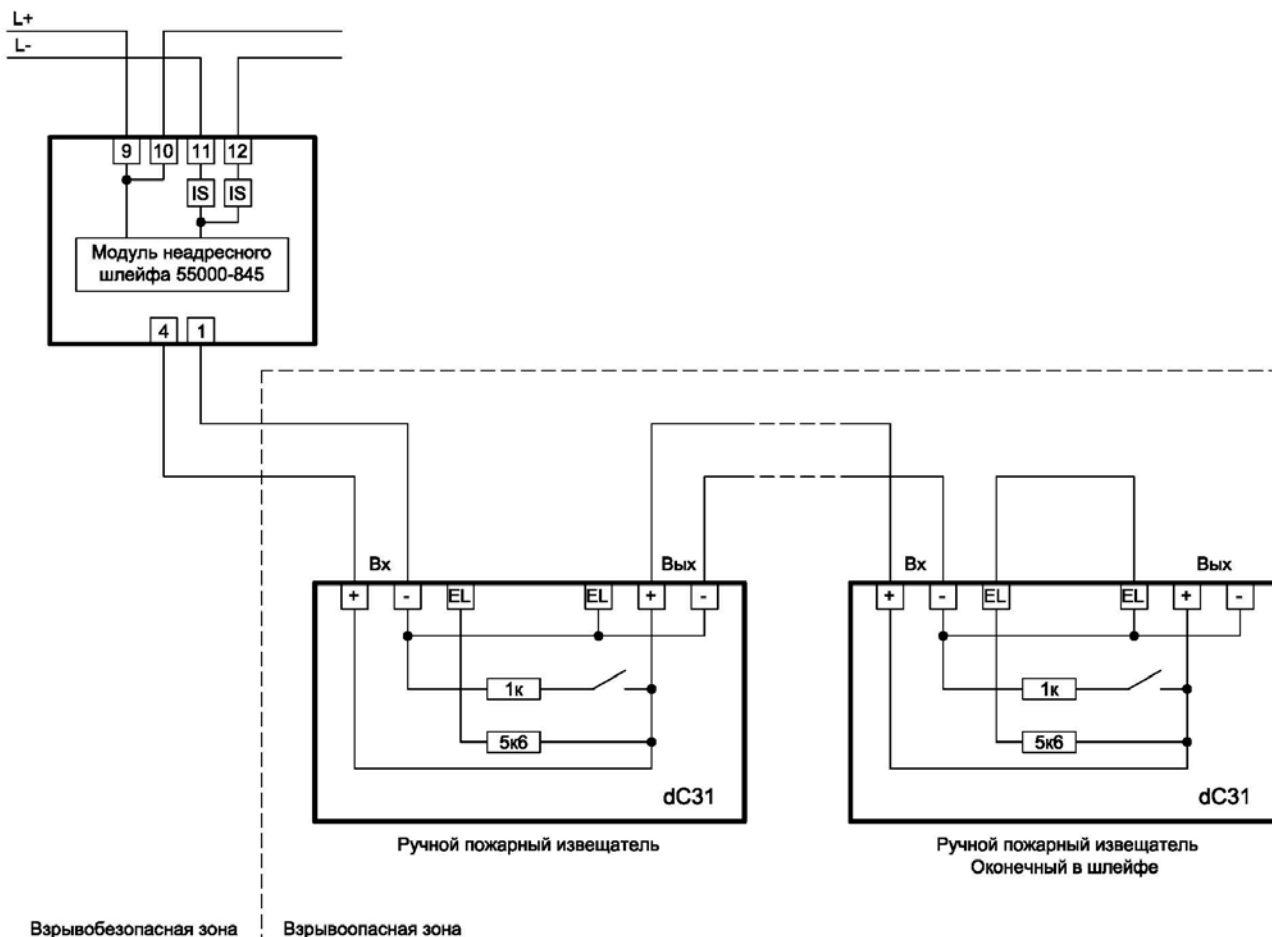 L+
L-
9 10 11 12
IS IS
Модуль неадресного
шлейфа 55000-845
4 1
Вх Вых Вх Вых
+ - EL EL + - + - EL EL + -
1к 1к
5к6 5к6
dC31 dC31
Ручной пожарный извещатель
Ручной пожарный извещатель
Оконечный в шлейфе
Взрывобезопасная зона Взрывоопасная зона